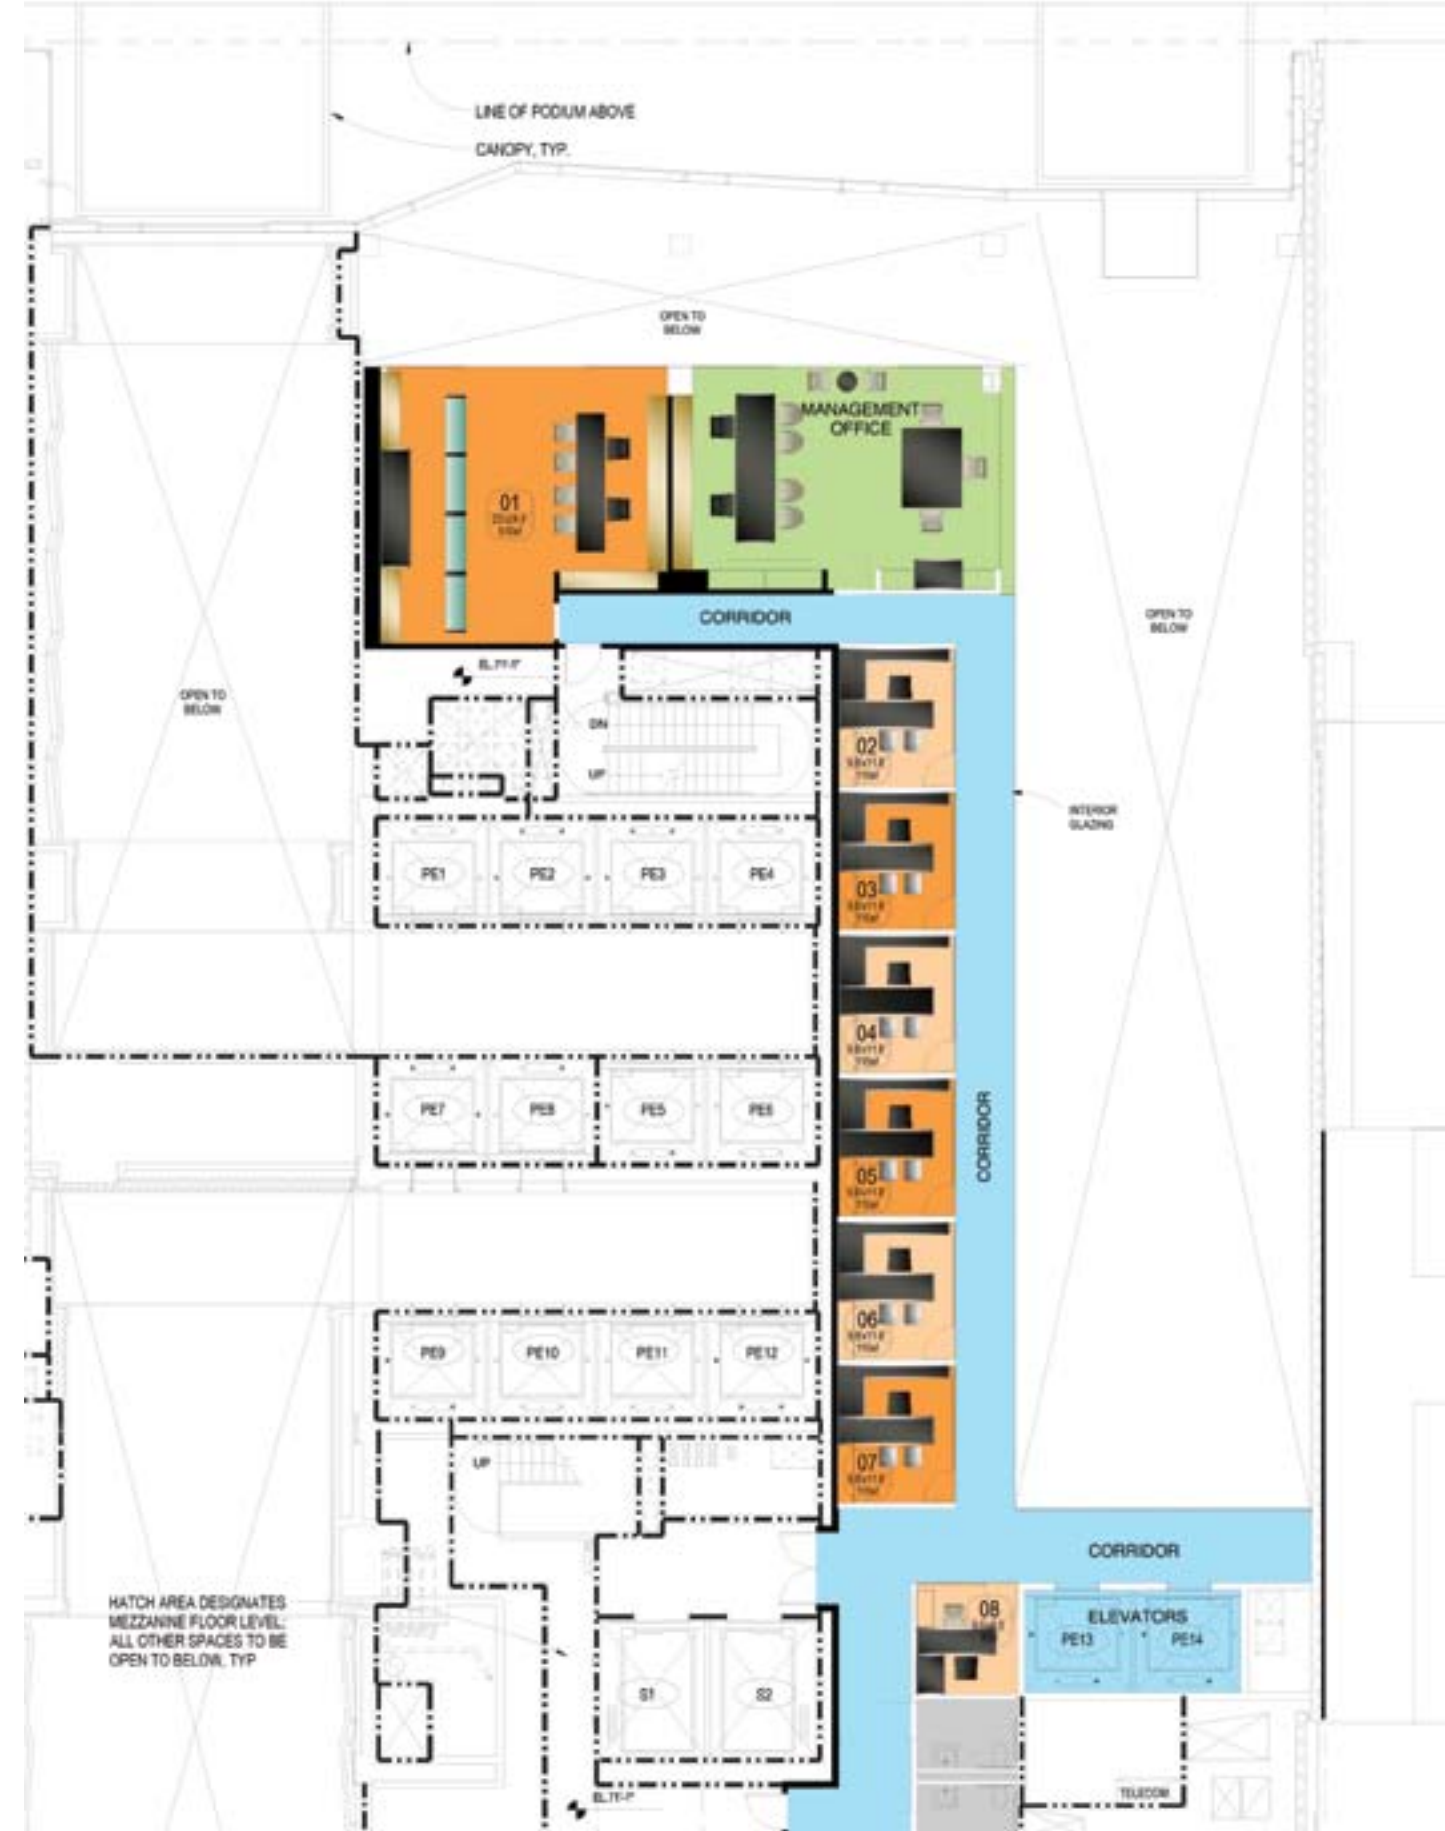 LINE OF PODIUM ABOVE
CANOPY, TYP.
OPEN TO
BELOW
MANAGEMENT
OFFICE
01
CORRIDOR
OPEN TO
BELOW
OPEN TO
BELOW
DN
UP
02
INTERIOR
GLAZING
PE1
PE2
PE3
PE4
03
04
PE7
PE8
PE5
PE6
CORRIDOR
05
06
PE9
PE10
PE11
PE12
07
UP
CORRIDOR
HATCH AREA DESIGNATES
MEZZANINE FLOOR LEVEL;
ALL OTHER SPACES TO BE
OPEN TO BELOW, TYP
08
ELEVATORS
PE13
PE14
S1
S2
TELECOM